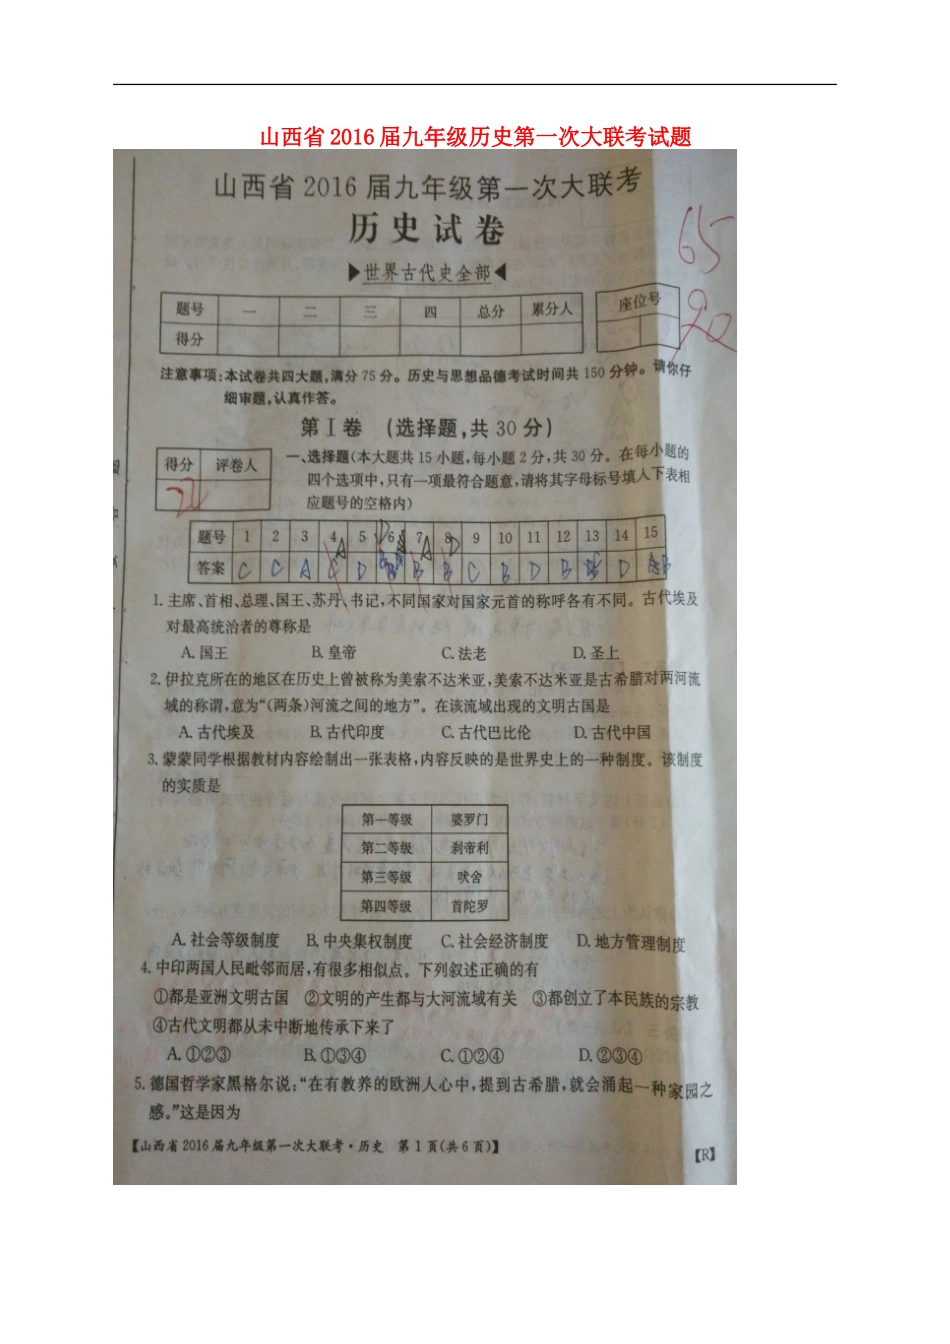 山西省2016届九年级历史第一次大联考试题
山西省2016届九年级第一次大联考
历史试卷
▶世界古代史全部◀
65
题号 一 二 三 四 总分 累分人 座位号
得分
注意事项:本试卷共四大题,满分75分。历史与思想品德考试时间共150分钟。请你仔
细审题,认真作答。
第Ⅰ卷 (选择题,共30分)
得分 评卷人
一、选择题(本大题共15小题,每小题2分,共30分。在每小题的
四个选项中,只有一项最符合题意,请将其字母标号填入下表相
应题号的空格内)
题号 1 2 3 4 5 6 7 8 9 10 11 12 13 14 15
答案 C C A C D B B B C B D B D B
1.主席、首相、总理、国王、苏丹、书记,不同国家对国家元首的称呼各有不同。古代埃及
对最高统治者的尊称是
A.国王 B.皇帝 C.法老 D.圣上
2.伊拉克所在的地区在历史上曾被称为美索不达米亚,美索不达米亚是古希腊对两河流
域的称谓,意为“(两条)河流之间的地方”。在该流域出现的文明古国是
A.古代埃及 B.古代印度 C.古代巴比伦 D.古代中国
3.蒙蒙同学根据教材内容绘制出一张表格,内容反映的是世界史上的一种制度。该制度
的实质是
第一等级 婆罗门
第二等级 刹帝利
第三等级 吠舍
第四等级 首陀罗
A.社会等级制度 B.中央集权制度 C.社会经济制度 D.地方管理制度
4.中印两国人民毗邻而居,有很多相似点。下列叙述正确的有
①都是亚洲文明古国 ②文明的产生都与大河流域有关 ③都创立了本民族的宗教
④古代文明都从未中断地传承下来了
A.①②③ B.①③④ C.①②④ D.②③④
5.德国哲学家黑格尔说:“在有教养的欧洲人心中,提到古希腊,就会涌起一种家园之
感。”这是因为
【山西省2016届九年级第一次大联考·历史 第1页(共6页)】 【R】